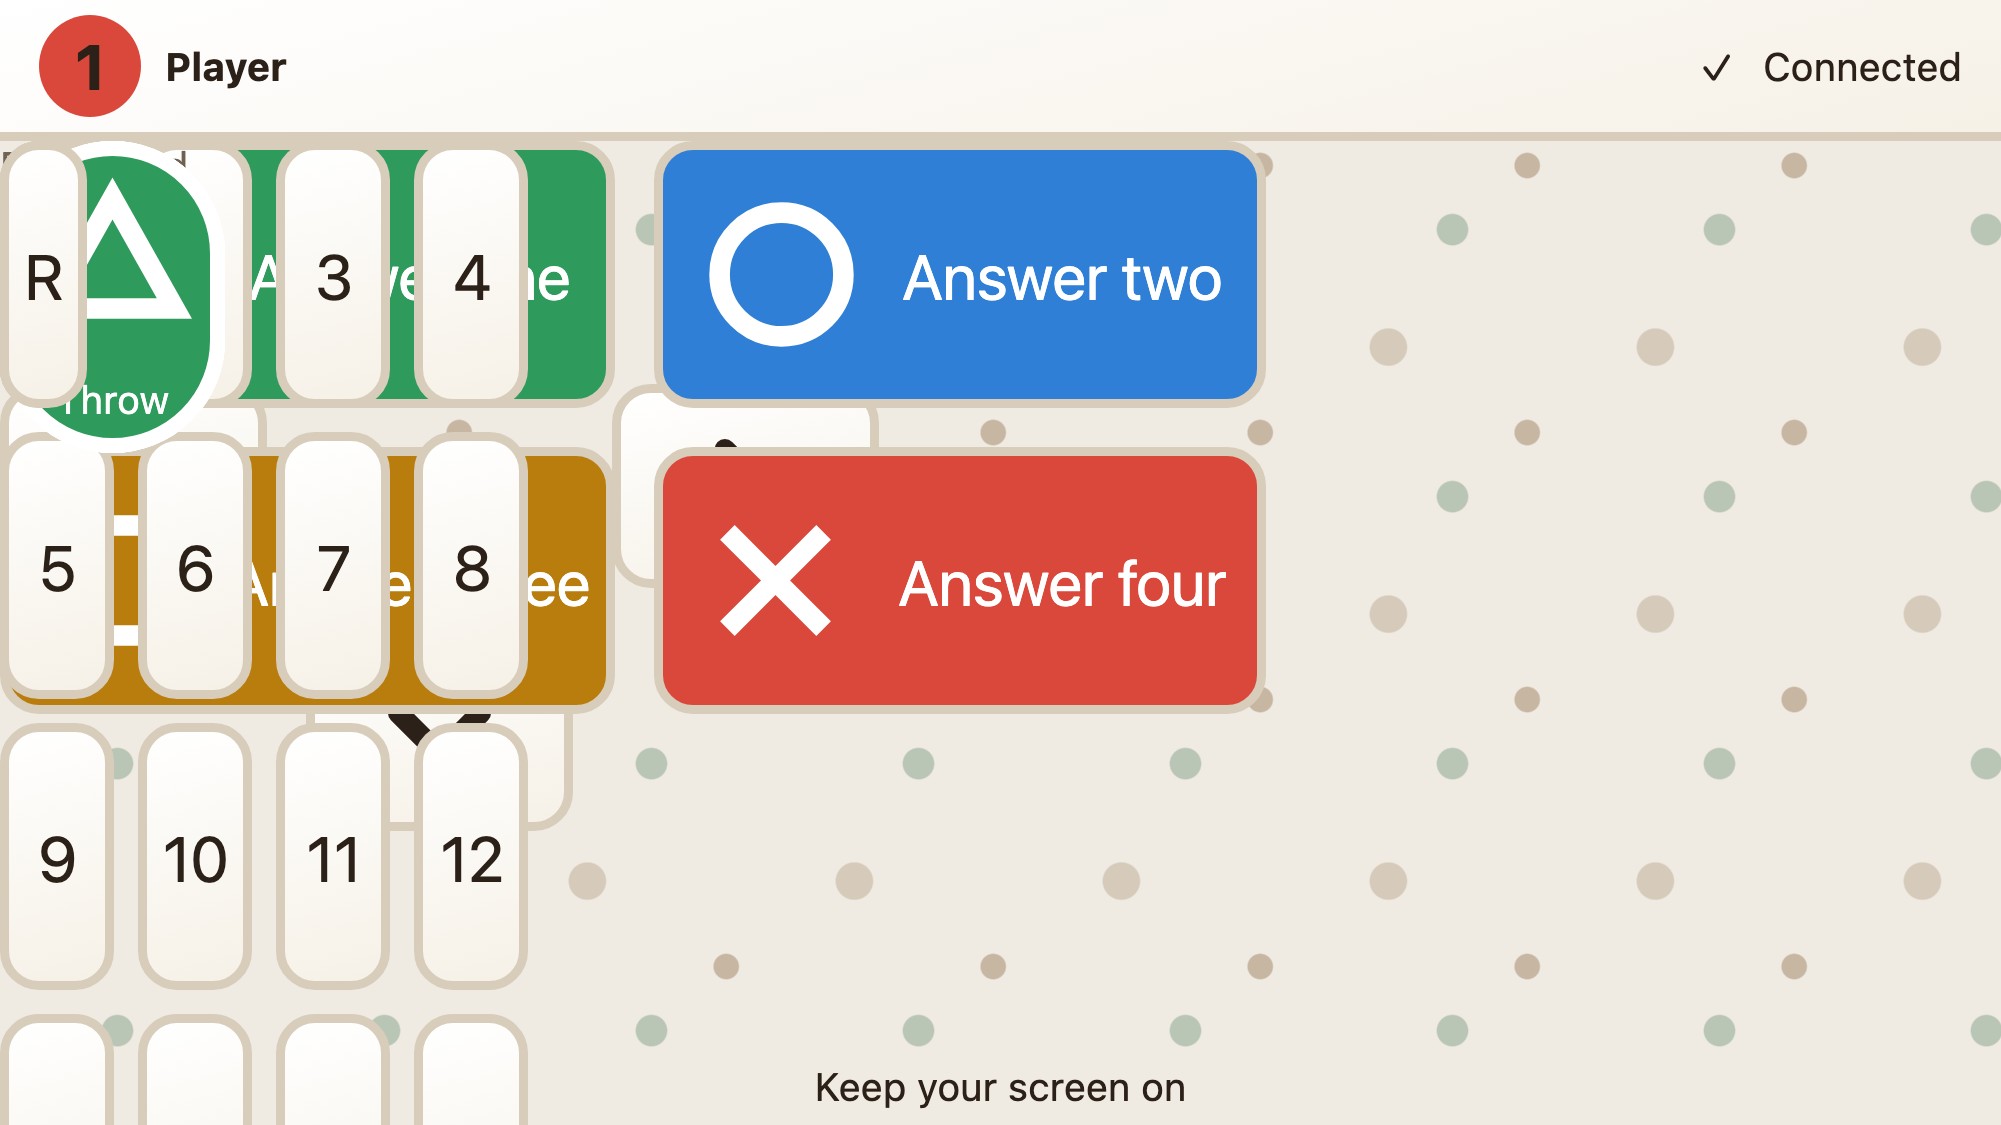 1 Player ✓ Connected
R 3 4 Answer two
Throw
5 6 7 8 Answer four
9 10 11 12
Keep your screen on